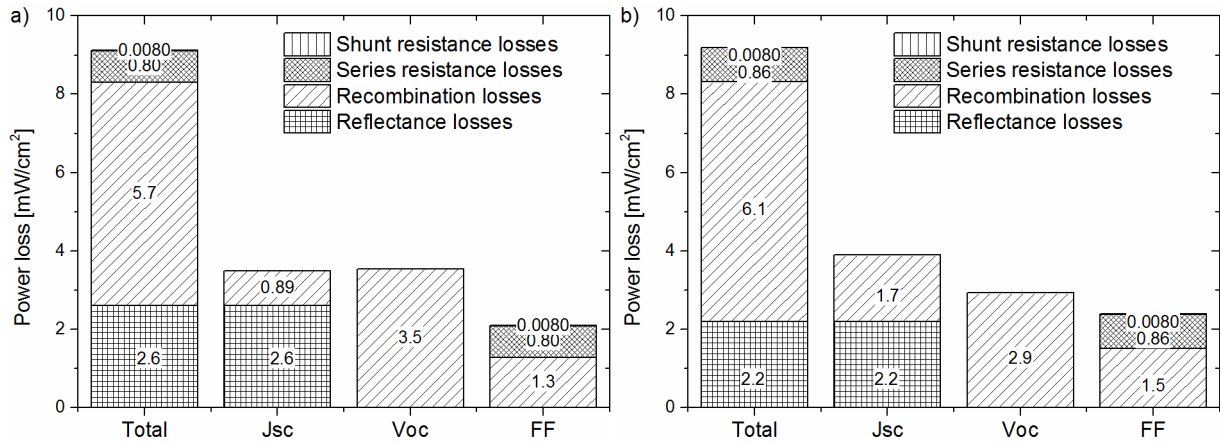 a)
Power loss [mW/cm²]
10
8
6
4
2
0
Shunt resistance losses
Series resistance losses
Recombination losses
Reflectance losses
0.0080
0.80
5.7
2.6
0.89
2.6
3.5
0.0080
0.80
1.3
Total Jsc Voc FF
b)
Power loss [mW/cm²]
10
8
6
4
2
0
Shunt resistance losses
Series resistance losses
Recombination losses
Reflectance losses
0.0080
0.86
6.1
2.2
1.7
2.2
2.9
0.0080
0.86
1.5
Total Jsc Voc FF